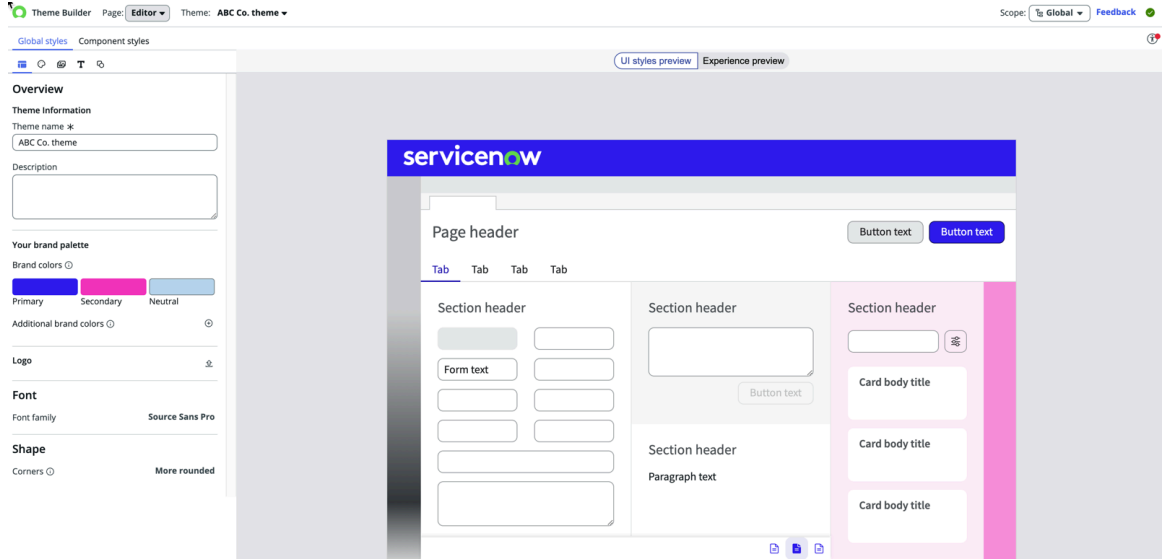 Theme Builder Page: Editor Theme: ABC Co. theme Scope: Global Feedback
Global styles Component styles
UI styles preview Experience preview
Overview
Theme Information
Theme name *
ABC Co. theme
Description
Your brand palette
Brand colors
Primary Secondary Neutral
Additional brand colors
Logo
Font
Font family Source Sans Pro
Shape
Corners More rounded
servicenow
Page header
Button text Button text
Tab Tab Tab Tab
Section header
Form text
Section header
Button text
Section header
Paragraph text
Section header
Card body title
Card body title
Card body title